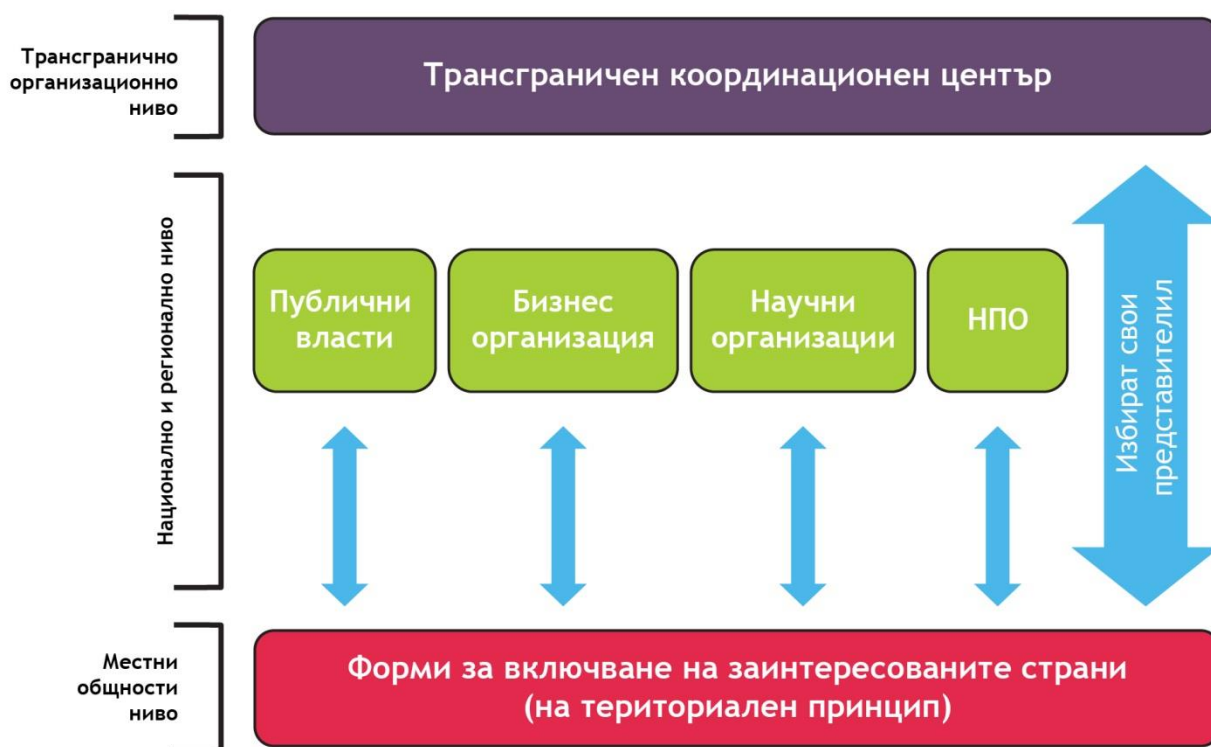 Трансгранично
организационно
ниво
Трансграничен координационен център
Национално и регионално ниво
Публични
власти
Бизнес
организация
Научни
организации
НПО
Избират свои
представителил
Местни
общности
ниво
Форми за включване на заинтересованите страни
(на териториален принцип)